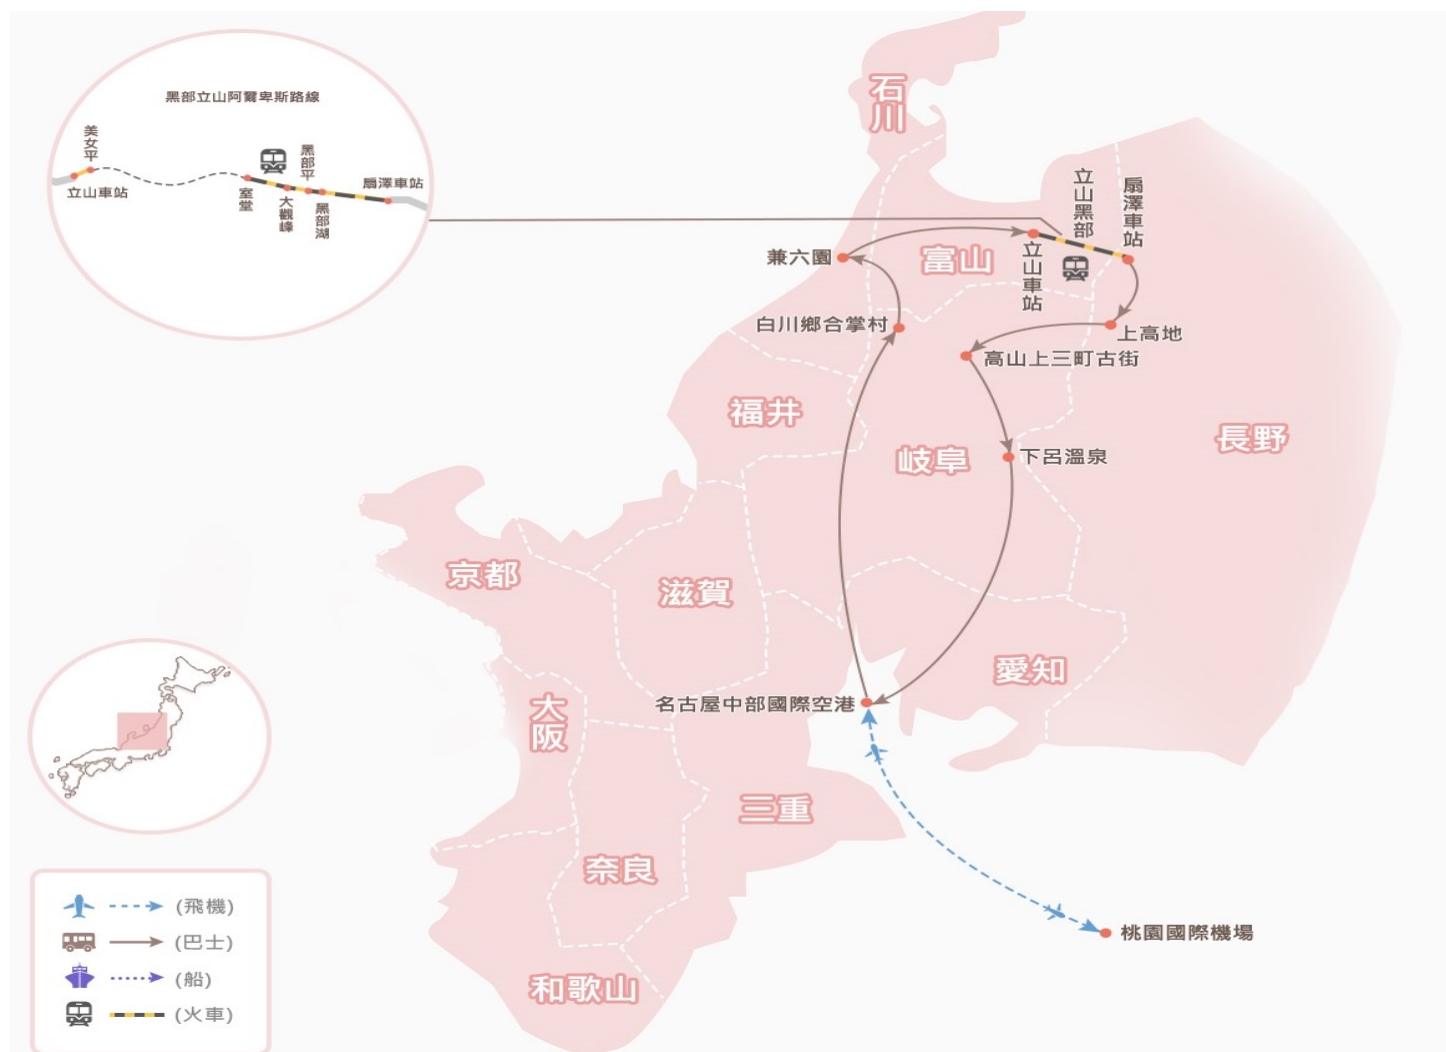 黑部立山阿爾卑斯路線
美女平
立山車站
室堂
大觀峰
黑部平
黑部湖
扇澤車站
石川
立山黑部
扇澤車站
兼六園
富山
立山車站
白川鄉合掌村
上高地
高山上三町古街
福井
長野
岐阜
下呂溫泉
京都
滋賀
愛知
大阪
名古屋中部國際空港
三重
奈良
桃園國際機場
和歌山
(飛機)
(巴士)
(船)
(火車)